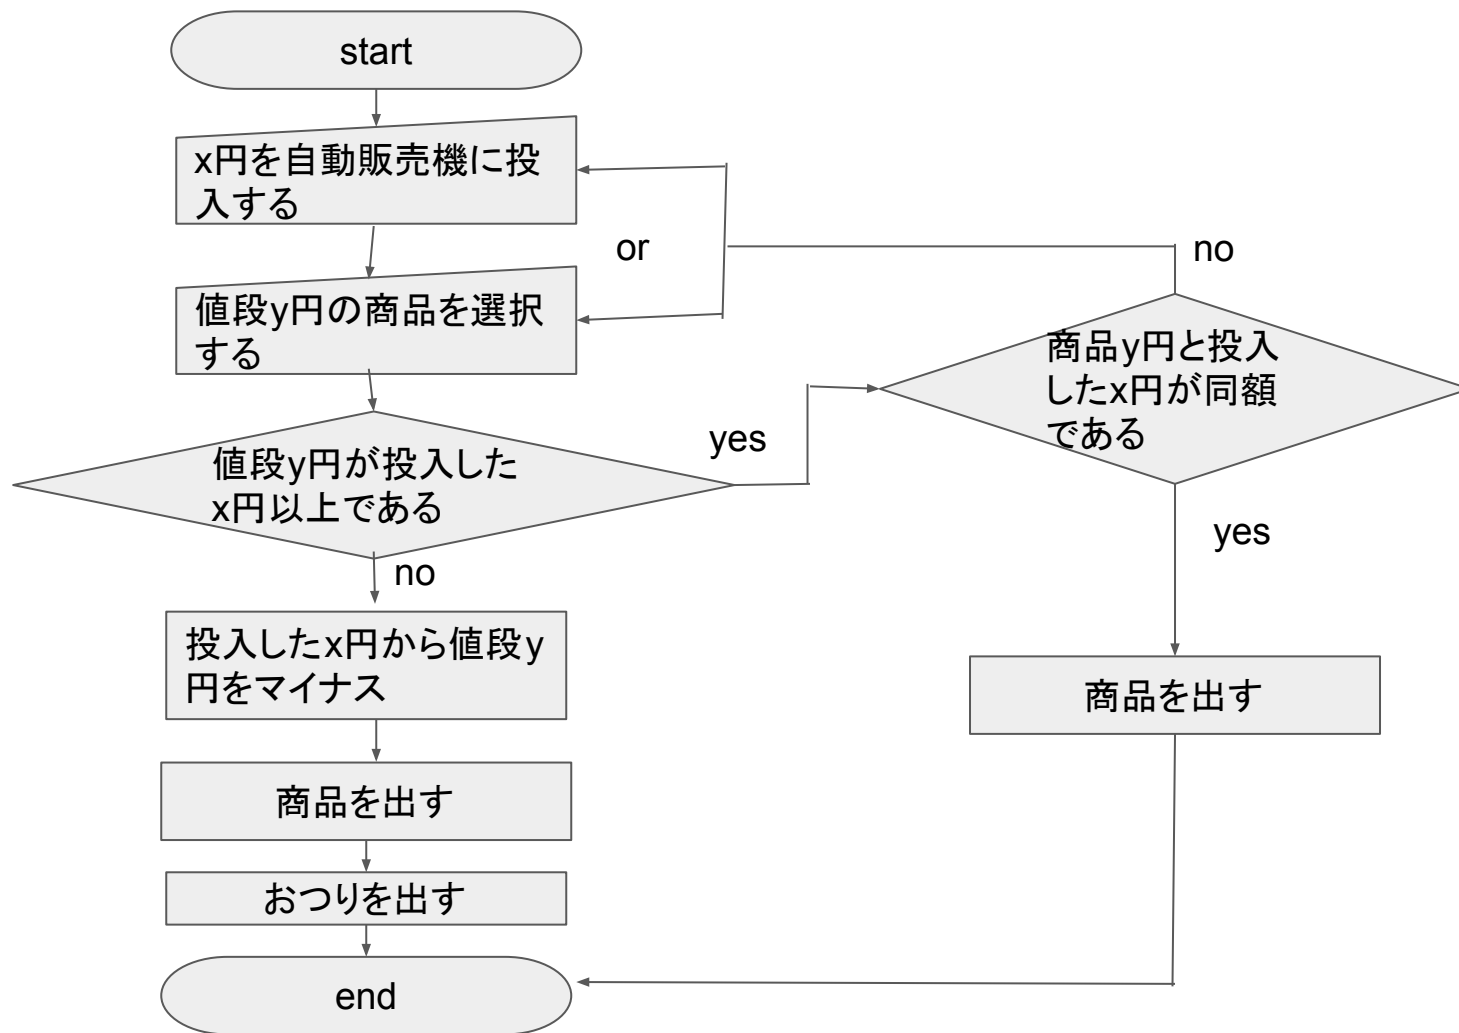 start
x円を自動販売機に投
入する
or
no
値段y円の商品を選択
する
商品y円と投入
したx円が同額
である
yes
値段y円が投入した
x円以上である
yes
no
投入したx円から値段y
円をマイナス
商品を出す
商品を出す
おつりを出す
end